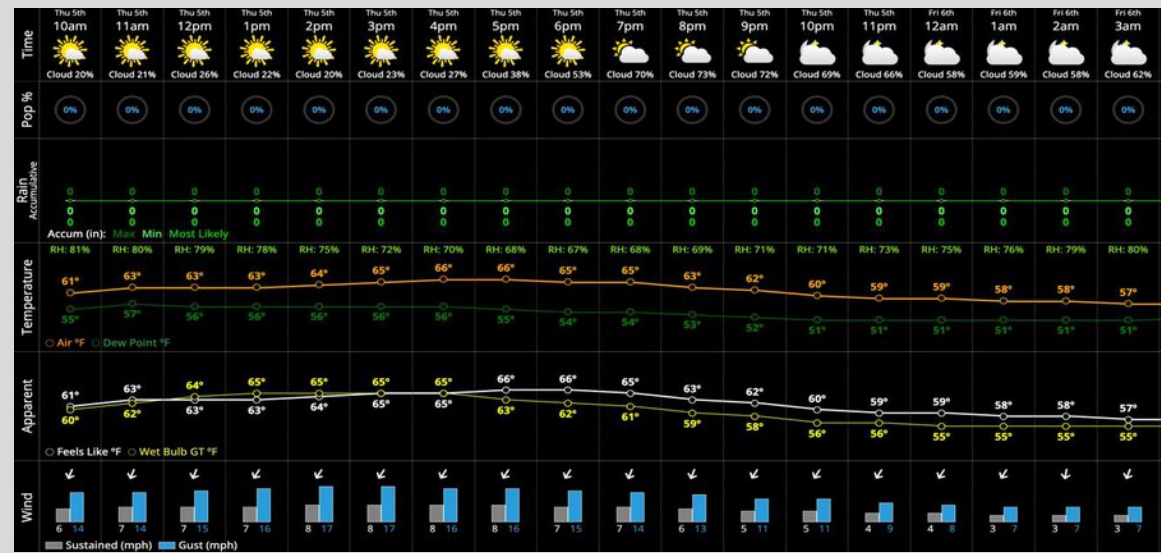 Thu 5th Thu 5th Thu 5th Thu 5th Thu 5th Thu 5th Thu 5th Thu 5th Thu 5th Thu 5th Thu 5th Thu 5th Thu 5th Thu 5th Fri 6th Fri 6th Fri 6th Fri 6th
10am 11am 12pm 1pm 2pm 3pm 4pm 5pm 6pm 7pm 8pm 9pm 10pm 11pm 12am 1am 2am 3am
Time
Cloud 20% Cloud 21% Cloud 26% Cloud 22% Cloud 20% Cloud 23% Cloud 27% Cloud 38% Cloud 53% Cloud 70% Cloud 73% Cloud 72% Cloud 69% Cloud 66% Cloud 58% Cloud 59% Cloud 58% Cloud 62%
Pop %
0% 0% 0% 0% 0% 0% 0% 0% 0% 0% 0% 0% 0% 0% 0% 0% 0% 0%
Rain
Accumulative
0 0 0 0 0 0 0 0 0 0 0 0 0 0 0 0 0 0
0 0 0 0 0 0 0 0 0 0 0 0 0 0 0 0 0 0
0 0 0 0 0 0 0 0 0 0 0 0 0 0 0 0 0 0
Accum (in): Max Min Most Likely
Temperature
RH: 81% RH: 80% RH: 79% RH: 78% RH: 75% RH: 72% RH: 70% RH: 68% RH: 67% RH: 68% RH: 69% RH: 71% RH: 71% RH: 73% RH: 75% RH: 76% RH: 79% RH: 80%
61° 63° 63° 63° 64° 65° 66° 66° 65° 65° 63° 62° 60° 59° 59° 58° 58° 57°
55° 57° 56° 56° 56° 56° 56° 55° 54° 54° 53° 52° 51° 51° 51° 51° 51° 51°
Air °F Dew Point °F
Apparent
61° 63° 64° 65° 65° 65° 65° 66° 66° 65° 63° 62° 60° 59° 59° 58° 58° 57°
60° 62° 63° 63° 64° 65° 65° 63° 62° 61° 59° 58° 56° 56° 55° 55° 55° 55°
Feels Like °F Wet Bulb GT °F
Wind
6 14 7 14 7 15 7 16 8 17 8 17 8 16 8 16 7 15 7 14 6 13 5 11 5 11 4 9 4 8 3 7 3 7 3 7
Sustained (mph) Gust (mph)